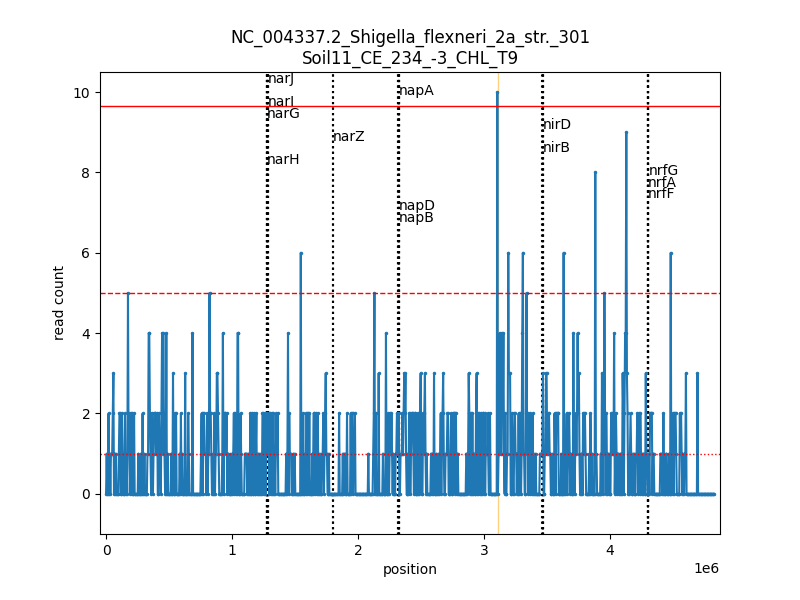 NC_004337.2_Shigella_flexneri_2a_str._301
Soil11_CE_234_-3_CHL_T9
narJ
narI
narG
narH
narZ
napA
napD
napB
nirD
nirB
nrfG
nrfA
nrfF
read count
10
8
6
4
2
0
0
1
2
3
4
1e6
position